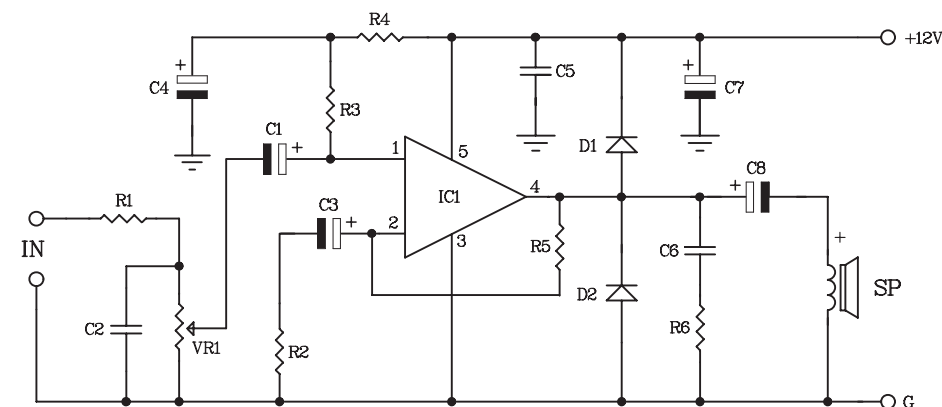 R4
+12V
+
C4
R3
C5
+
C7
C1
+
1
5
D1
IC1
4
C8
+
R1
C3
+
2
3
R5
C6
+
IN
D2
SP
C2
VR1
R2
R6
G